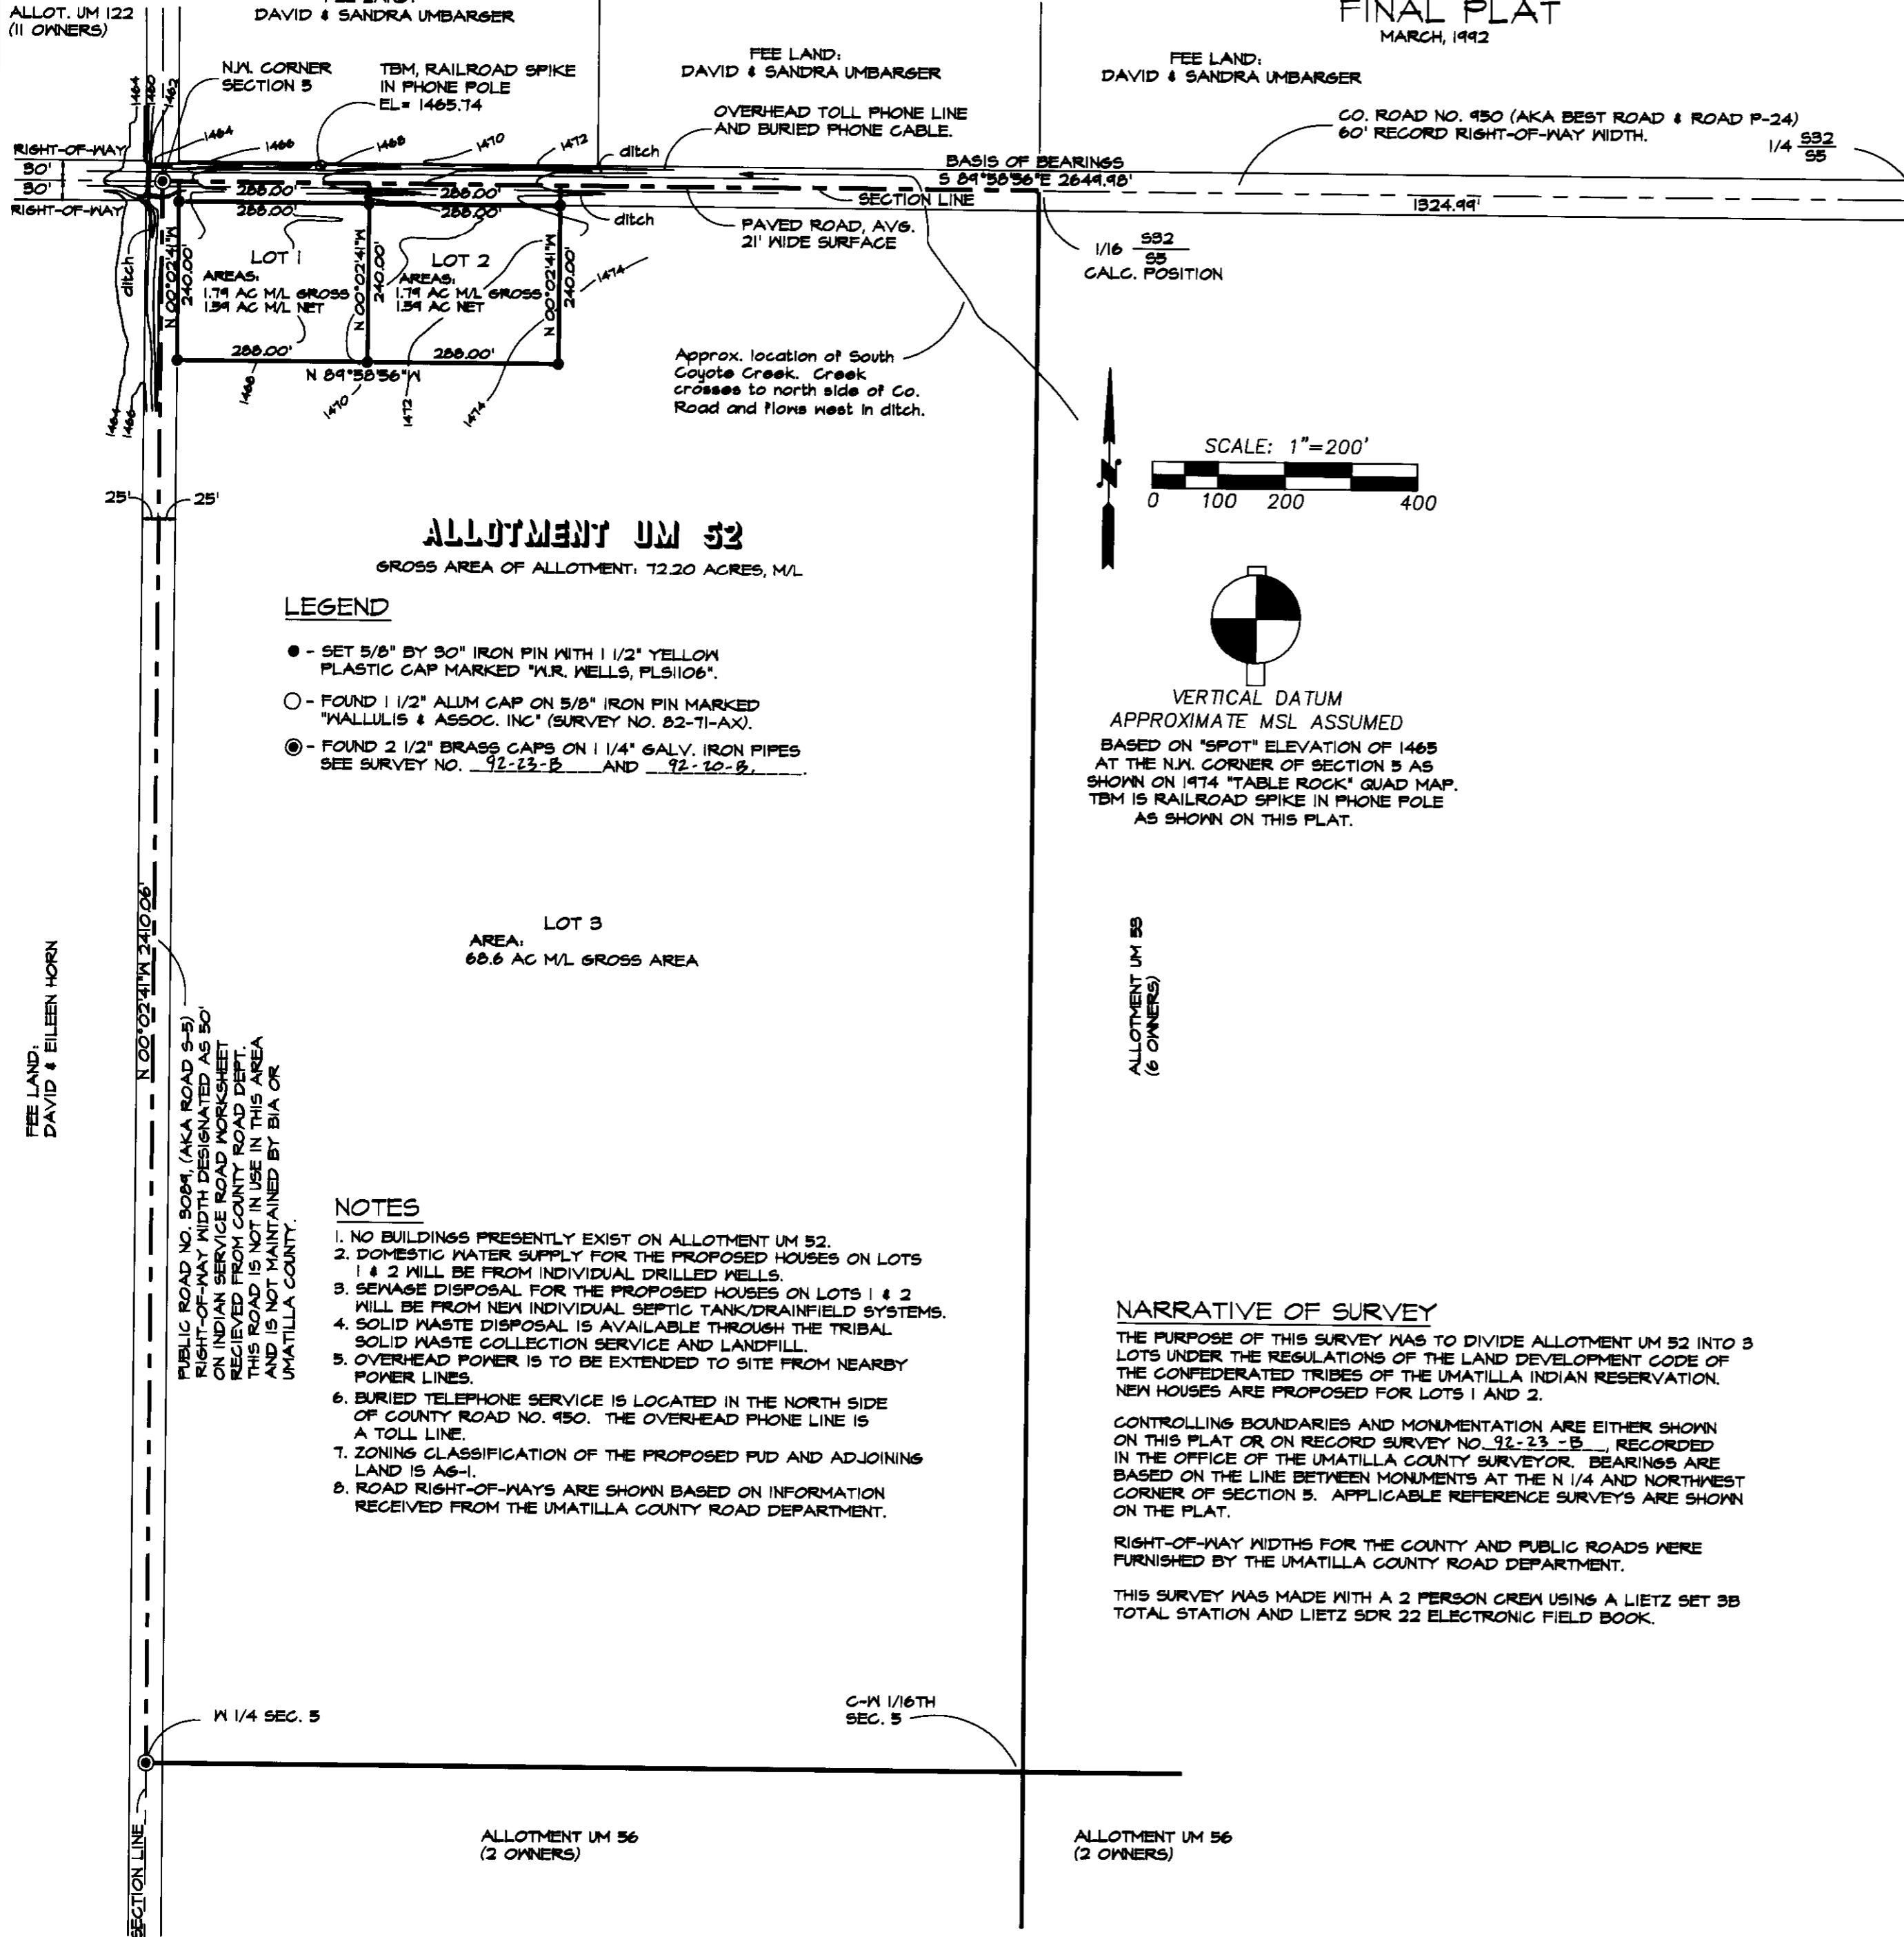 ALLOT. UM 122
(11 OWNERS)
DAVID & SANDRA UMBARGER
FINAL PLAT
MARCH, 1992
FEE LAND:
DAVID & SANDRA UMBARGER
FEE LAND:
DAVID & SANDRA UMBARGER
N.W. CORNER
SECTION 5
TBM, RAILROAD SPIKE
IN PHONE POLE
EL= 1465.74
OVERHEAD TOLL PHONE LINE
AND BURIED PHONE CABLE.
CO. ROAD NO. 950 (AKA BEST ROAD & ROAD P-24)
60' RECORD RIGHT-OF-WAY WIDTH.
1/4 S32
S5
1464
1460
1462
1464
1466
1468
1470
1472
ditch
RIGHT-OF-WAY
30'
30'
RIGHT-OF-WAY
BASIS OF BEARINGS
S 89°58'56"E 2649.98'
288.00'
288.00'
288.00'
288.00'
ditch
SECTION LINE
1324.99'
PAVED ROAD, AVG.
21' WIDE SURFACE
1/16 S32
S5
CALC. POSITION
ditch
N 00°02'41"W
240.00'
LOT 1
AREAS:
1.79 AC M/L GROSS
1.59 AC M/L NET
N 00°02'41"W
240.00'
LOT 2
AREAS:
1.79 AC M/L GROSS
1.59 AC NET
N 00°02'41"W
240.00'
1474
288.00'
288.00'
N 89°58'56"W
1464
1466
1468
1470
1472
1474
Approx. location of South
Coyote Creek. Creek
crosses to north side of Co.
Road and flows west in ditch.
N
SCALE: 1"=200'
0 100 200 400
25' 25'
ALLOTMENT UM 52
GROSS AREA OF ALLOTMENT: 72.20 ACRES, M/L
LEGEND
- SET 5/8" BY 30" IRON PIN WITH 1 1/2" YELLOW
PLASTIC CAP MARKED "W.R. WELLS, PLS1106".
- FOUND 1 1/2" ALUM CAP ON 5/8" IRON PIN MARKED
"WALLULIS & ASSOC. INC" (SURVEY NO. 82-71-AX).
- FOUND 2 1/2" BRASS CAPS ON 1 1/4" GALV. IRON PIPES
SEE SURVEY NO. 92-23-B AND 92-20-B.
VERTICAL DATUM
APPROXIMATE MSL ASSUMED
BASED ON "SPOT" ELEVATION OF 1465
AT THE N.W. CORNER OF SECTION 5 AS
SHOWN ON 1974 "TABLE ROCK" QUAD MAP.
TBM IS RAILROAD SPIKE IN PHONE POLE
AS SHOWN ON THIS PLAT.
LOT 3
AREA:
68.6 AC M/L GROSS AREA
FEE LAND:
DAVID & EILEEN HORN
N 00°02'41"W 2410.06'
PUBLIC ROAD NO. 3089, (AKA ROAD S-5)
RIGHT-OF-WAY WIDTH DESIGNATED AS 50'
ON INDIAN SERVICE ROAD WORKSHEET
RECIEVED FROM COUNTY ROAD DEPT.
THIS ROAD IS NOT IN USE IN THIS AREA
AND IS NOT MAINTAINED BY BIA OR
UMATILLA COUNTY.
ALLOTMENT UM 53
(6 OWNERS)
NOTES
1. NO BUILDINGS PRESENTLY EXIST ON ALLOTMENT UM 52.
2. DOMESTIC WATER SUPPLY FOR THE PROPOSED HOUSES ON LOTS
1 & 2 WILL BE FROM INDIVIDUAL DRILLED WELLS.
3. SEWAGE DISPOSAL FOR THE PROPOSED HOUSES ON LOTS 1 & 2
WILL BE FROM NEW INDIVIDUAL SEPTIC TANK/DRAINFIELD SYSTEMS.
4. SOLID WASTE DISPOSAL IS AVAILABLE THROUGH THE TRIBAL
SOLID WASTE COLLECTION SERVICE AND LANDFILL.
5. OVERHEAD POWER IS TO BE EXTENDED TO SITE FROM NEARBY
POWER LINES.
6. BURIED TELEPHONE SERVICE IS LOCATED IN THE NORTH SIDE
OF COUNTY ROAD NO. 950. THE OVERHEAD PHONE LINE IS
A TOLL LINE.
7. ZONING CLASSIFICATION OF THE PROPOSED PUD AND ADJOINING
LAND IS AG-1.
8. ROAD RIGHT-OF-WAYS ARE SHOWN BASED ON INFORMATION
RECEIVED FROM THE UMATILLA COUNTY ROAD DEPARTMENT.
NARRATIVE OF SURVEY
THE PURPOSE OF THIS SURVEY WAS TO DIVIDE ALLOTMENT UM 52 INTO 3
LOTS UNDER THE REGULATIONS OF THE LAND DEVELOPMENT CODE OF
THE CONFEDERATED TRIBES OF THE UMATILLA INDIAN RESERVATION.
NEW HOUSES ARE PROPOSED FOR LOTS 1 AND 2.
CONTROLLING BOUNDARIES AND MONUMENTATION ARE EITHER SHOWN
ON THIS PLAT OR ON RECORD SURVEY NO. 92-23-B, RECORDED
IN THE OFFICE OF THE UMATILLA COUNTY SURVEYOR. BEARINGS ARE
BASED ON THE LINE BETWEEN MONUMENTS AT THE N 1/4 AND NORTHWEST
CORNER OF SECTION 5. APPLICABLE REFERENCE SURVEYS ARE SHOWN
ON THE PLAT.
RIGHT-OF-WAY WIDTHS FOR THE COUNTY AND PUBLIC ROADS WERE
FURNISHED BY THE UMATILLA COUNTY ROAD DEPARTMENT.
THIS SURVEY WAS MADE WITH A 2 PERSON CREW USING A LIETZ SET 3B
TOTAL STATION AND LIETZ SDR 22 ELECTRONIC FIELD BOOK.
W 1/4 SEC. 5
C-W 1/16TH
SEC. 5
SECTION LINE
ALLOTMENT UM 56
(2 OWNERS)
ALLOTMENT UM 56
(2 OWNERS)